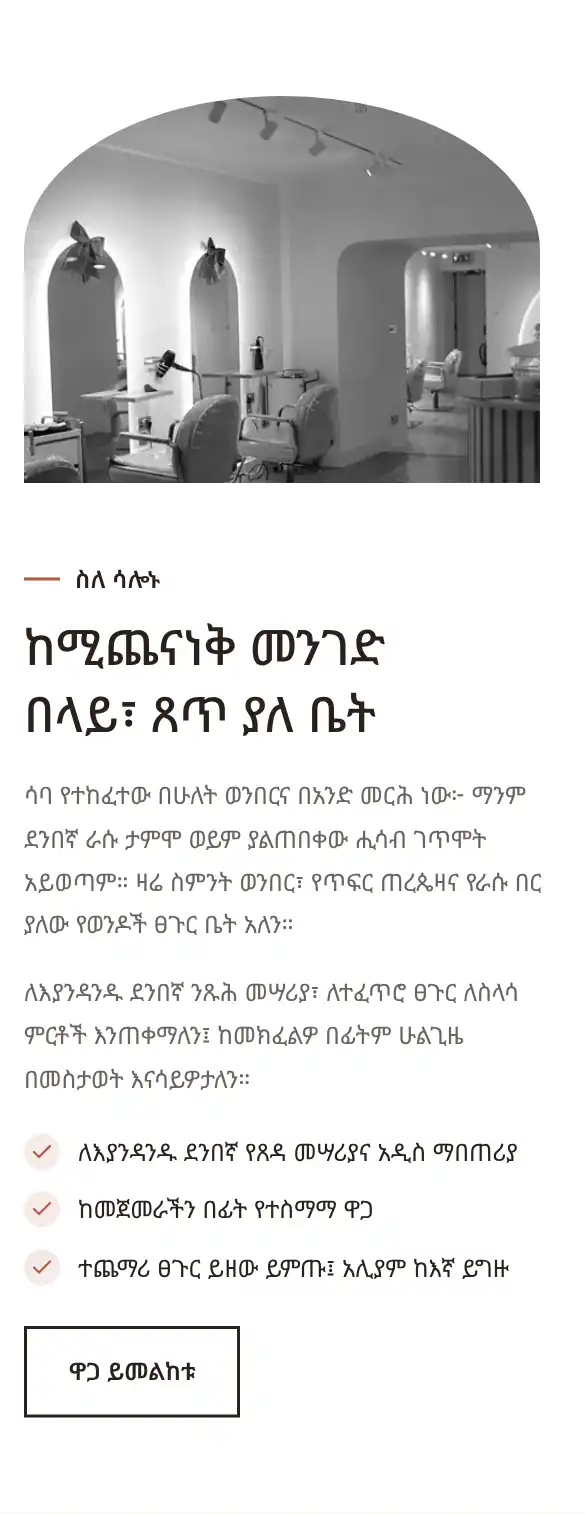 ስለ ሳሎኑ
ከሚጨናነቅ መንገድ
በላይ፣ ጸጥ ያለ ቤት
ሳባ የተከፈተው በሁለት ወንበርና በአንድ መርሕ ነው፦ ማንም
ደንበኛ ራሱ ታምሞ ወይም ያልጠበቀው ሒሳብ ገጥሞት
አይወጣም። ዛሬ ስምንት ወንበር፣ የጥፍር ጠረጴዛና የራሱ በር
ያለው የወንዶች ፀጉር ቤት አለን።
ለእያንዳንዱ ደንበኛ ንጹሕ መሣሪያ፣ ለተፈጥሮ ፀጉር ለስላሳ
ምርቶች እንጠቀማለን፤ ከመክፈልዎ በፊትም ሁልጊዜ
በመስታወት እናሳይዎታለን።
ለእያንዳንዱ ደንበኛ የጸዳ መሣሪያና አዲስ ማበጠሪያ
ከመጀመራችን በፊት የተስማማ ዋጋ
ተጨማሪ ፀጉር ይዘው ይምጡ፤ አሊያም ከእኛ ይግዙ
ዋጋ ይመልከቱ